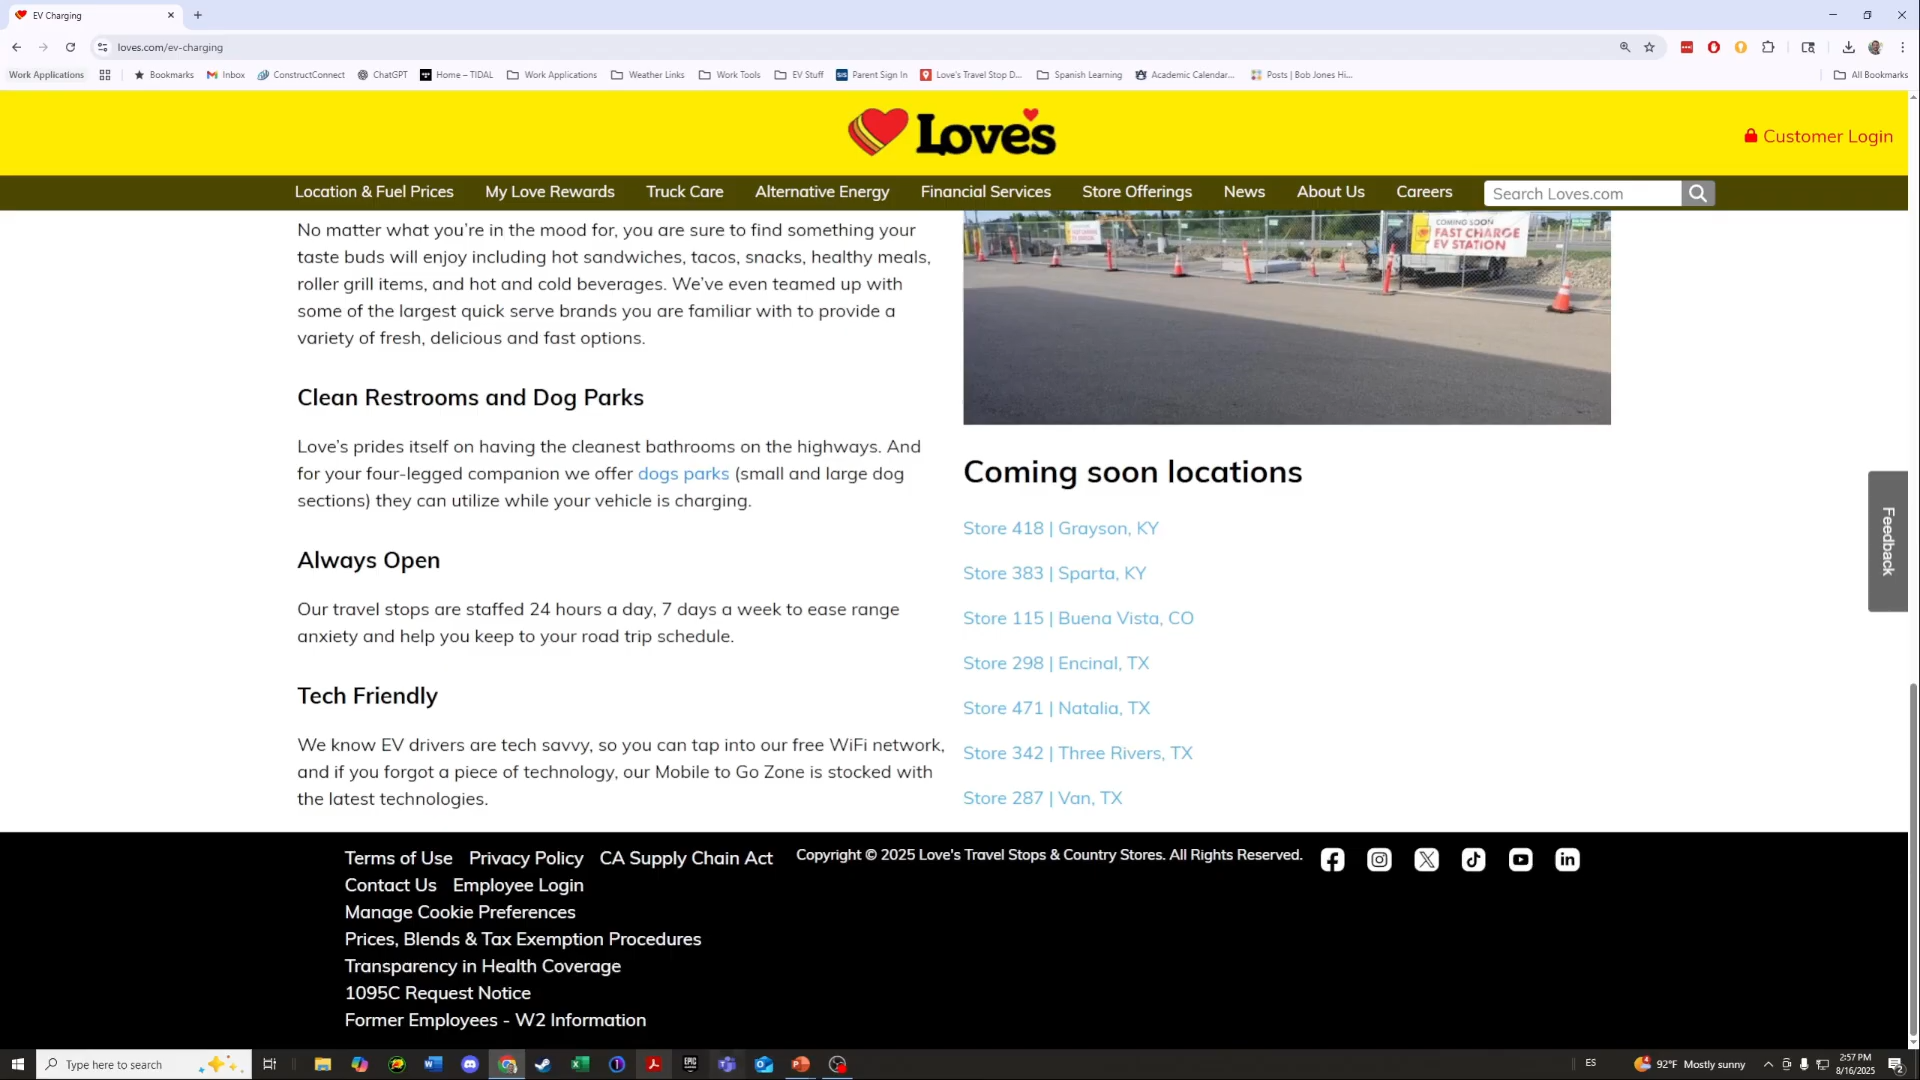 EV Charging
loves.com/ev-charging
Work Applications
Bookmarks
Inbox
ConstructConnect
ChatGPT
Home – TIDAL
Work Applications
Weather Links
Work Tools
EV Stuff
Parent Sign In
Love's Travel Stop D...
Spanish Learning
Academic Calendar...
Posts | Bob Jones Hi...
All Bookmarks
Love's
Customer Login
Location & Fuel Prices
My Love Rewards
Truck Care
Alternative Energy
Financial Services
Store Offerings
News
About Us
Careers
Search Loves.com
No matter what you’re in the mood for, you are sure to find something your
taste buds will enjoy including hot sandwiches, tacos, snacks, healthy meals,
roller grill items, and hot and cold beverages. We’ve even teamed up with
some of the largest quick serve brands you are familiar with to provide a
variety of fresh, delicious and fast options.
Clean Restrooms and Dog Parks
Love’s prides itself on having the cleanest bathrooms on the highways. And
for your four-legged companion we offer dogs parks (small and large dog
sections) they can utilize while your vehicle is charging.
Always Open
Our travel stops are staffed 24 hours a day, 7 days a week to ease range
anxiety and help you keep to your road trip schedule.
Tech Friendly
We know EV drivers are tech savvy, so you can tap into our free WiFi network,
and if you forgot a piece of technology, our Mobile to Go Zone is stocked with
the latest technologies.
COMING SOON
FAST CHARGE
EV STATION
Coming soon locations
Store 418 | Grayson, KY
Store 383 | Sparta, KY
Store 115 | Buena Vista, CO
Store 298 | Encinal, TX
Store 471 | Natalia, TX
Store 342 | Three Rivers, TX
Store 287 | Van, TX
Feedback
Terms of Use
Privacy Policy
CA Supply Chain Act
Contact Us
Employee Login
Manage Cookie Preferences
Prices, Blends & Tax Exemption Procedures
Transparency in Health Coverage
1095C Request Notice
Former Employees - W2 Information
Copyright © 2025 Love's Travel Stops & Country Stores. All Rights Reserved.
Type here to search
EPIC
ES
92°F Mostly sunny
2:57 PM
8/16/2025
2